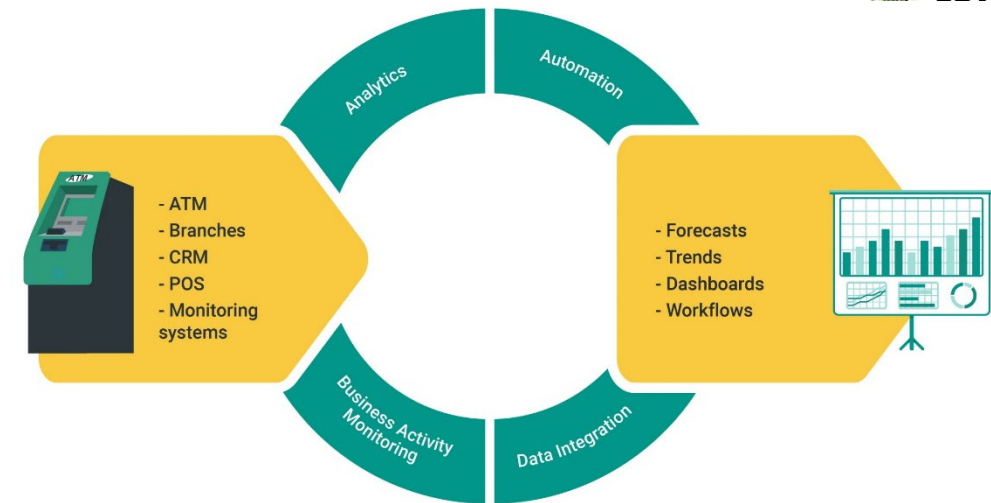 Analytics
Automation
ATM
- ATM
- Branches
- CRM
- POS
- Monitoring
systems
- Forecasts
- Trends
- Dashboards
- Workflows
Business Activity
Monitoring
Data Integration